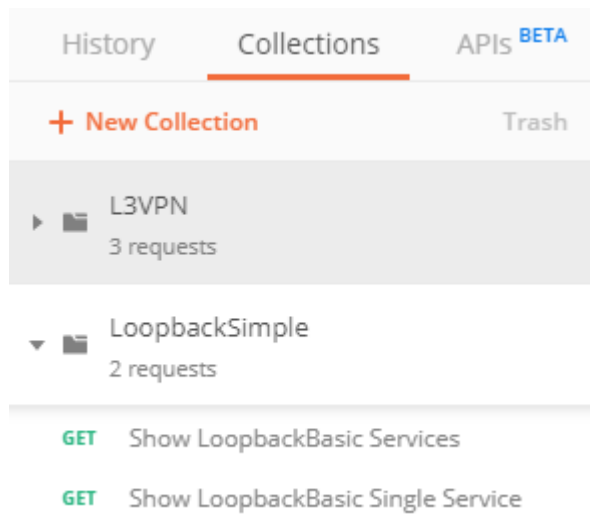 History Collections APIs BETA
+ New Collection Trash
L3VPN
3 requests
LoopbackSimple
2 requests
GET Show LoopbackBasic Services
GET Show LoopbackBasic Single Service